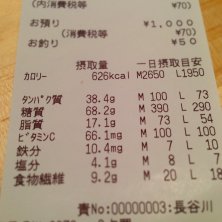 (内消費税等 ¥70)
お預り ¥1,000
(消費税等 ¥70)
お釣り ¥50
摂取量 一日摂取目安
カロリー 626kcal M2650 L1950
タンパク質 38.4g M 100 L 73
糖質 68.2g M 100 L 73
脂質 17.1g M 73 L 54
ビタミンC 66.1mg M 100 L 100
鉄分 10.4mg M 7 L 7
塩分 4.1g M 8 L 7
食物繊維 9.2g M 20 L 18
責No:00000003:長谷川